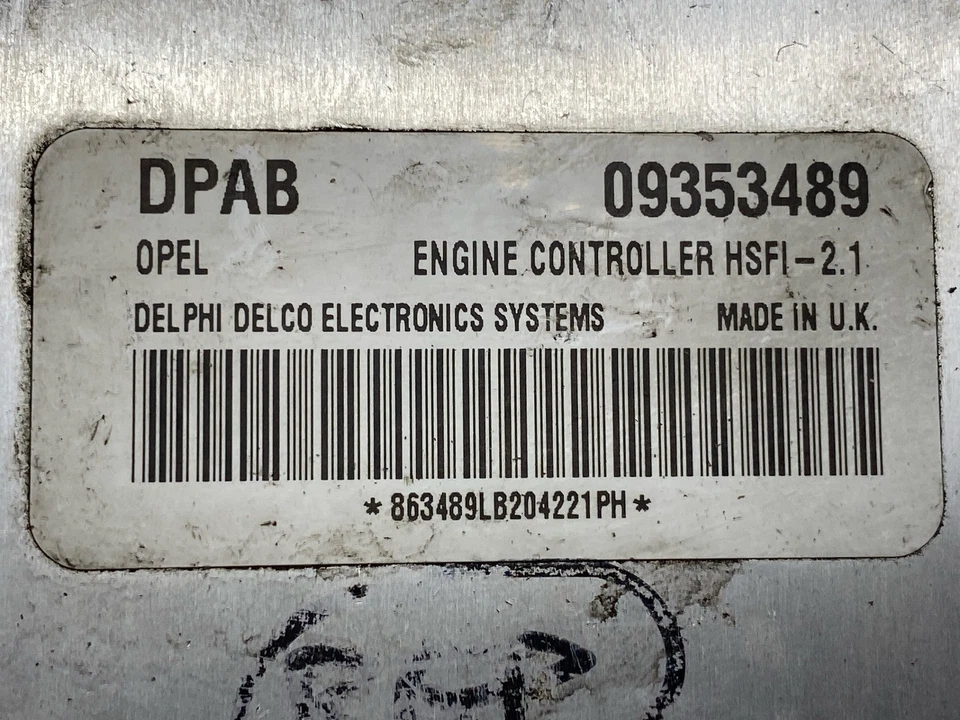 DPAB 09353489
OPEL ENGINE CONTROLLER HSFI-2.1
DELPHI DELCO ELECTRONICS SYSTEMS MADE IN U.K.
*863489LB204221PH*